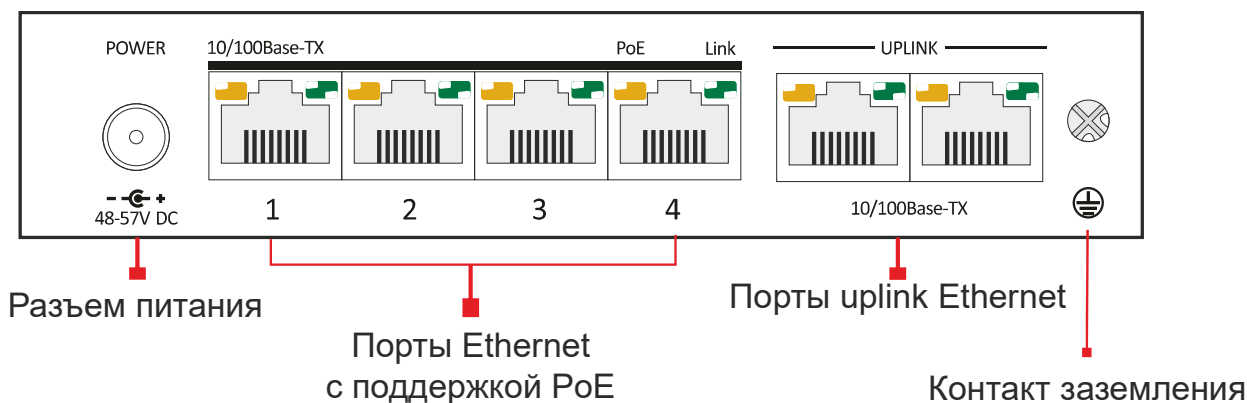 POWER
10/100Base-TX
PoE
Link
UPLINK
48-57V DC
1
2
3
4
10/100Base-TX
Разъем питания
Порты Ethernet
с поддержкой PoE
Порты uplink Ethernet
Контакт заземления